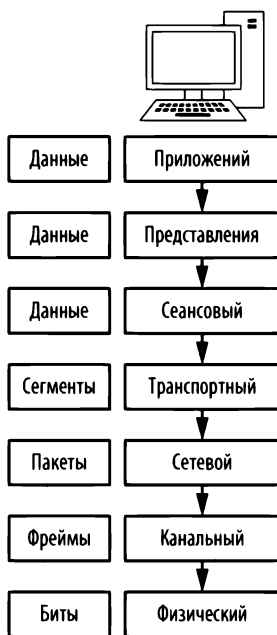 Данные Приложений
Данные Представления
Данные Сеансовый
Сегменты Транспортный
Пакеты Сетевой
Фреймы Канальный
Биты Физический